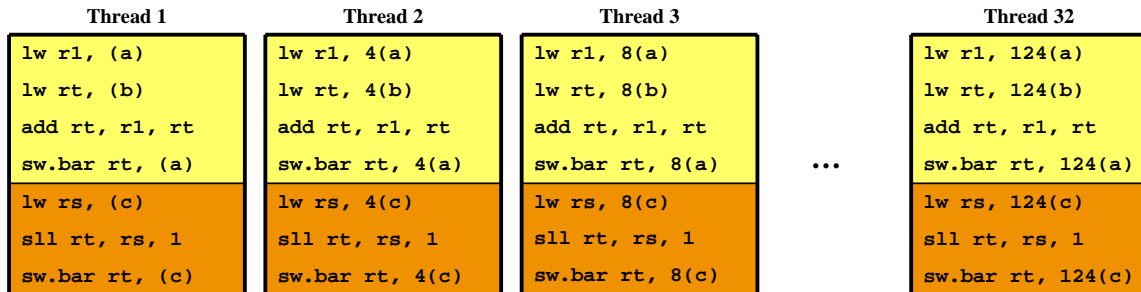 Thread 1 Thread 2 Thread 3 Thread 32
lw r1, (a) lw r1, 4(a) lw r1, 8(a) lw r1, 124(a)
lw rt, (b) lw rt, 4(b) lw rt, 8(b) lw rt, 124(b)
add rt, r1, rt add rt, r1, rt add rt, r1, rt add rt, r1, rt
sw.bar rt, (a) sw.bar rt, 4(a) sw.bar rt, 8(a) ... sw.bar rt, 124(a)
lw rs, (c) lw rs, 4(c) lw rs, 8(c) lw rs, 124(c)
sll rt, rs, 1 sll rt, rs, 1 sll rt, rs, 1 sll rt, rs, 1
sw.bar rt, (c) sw.bar rt, 4(c) sw.bar rt, 8(c) sw.bar rt, 124(c)